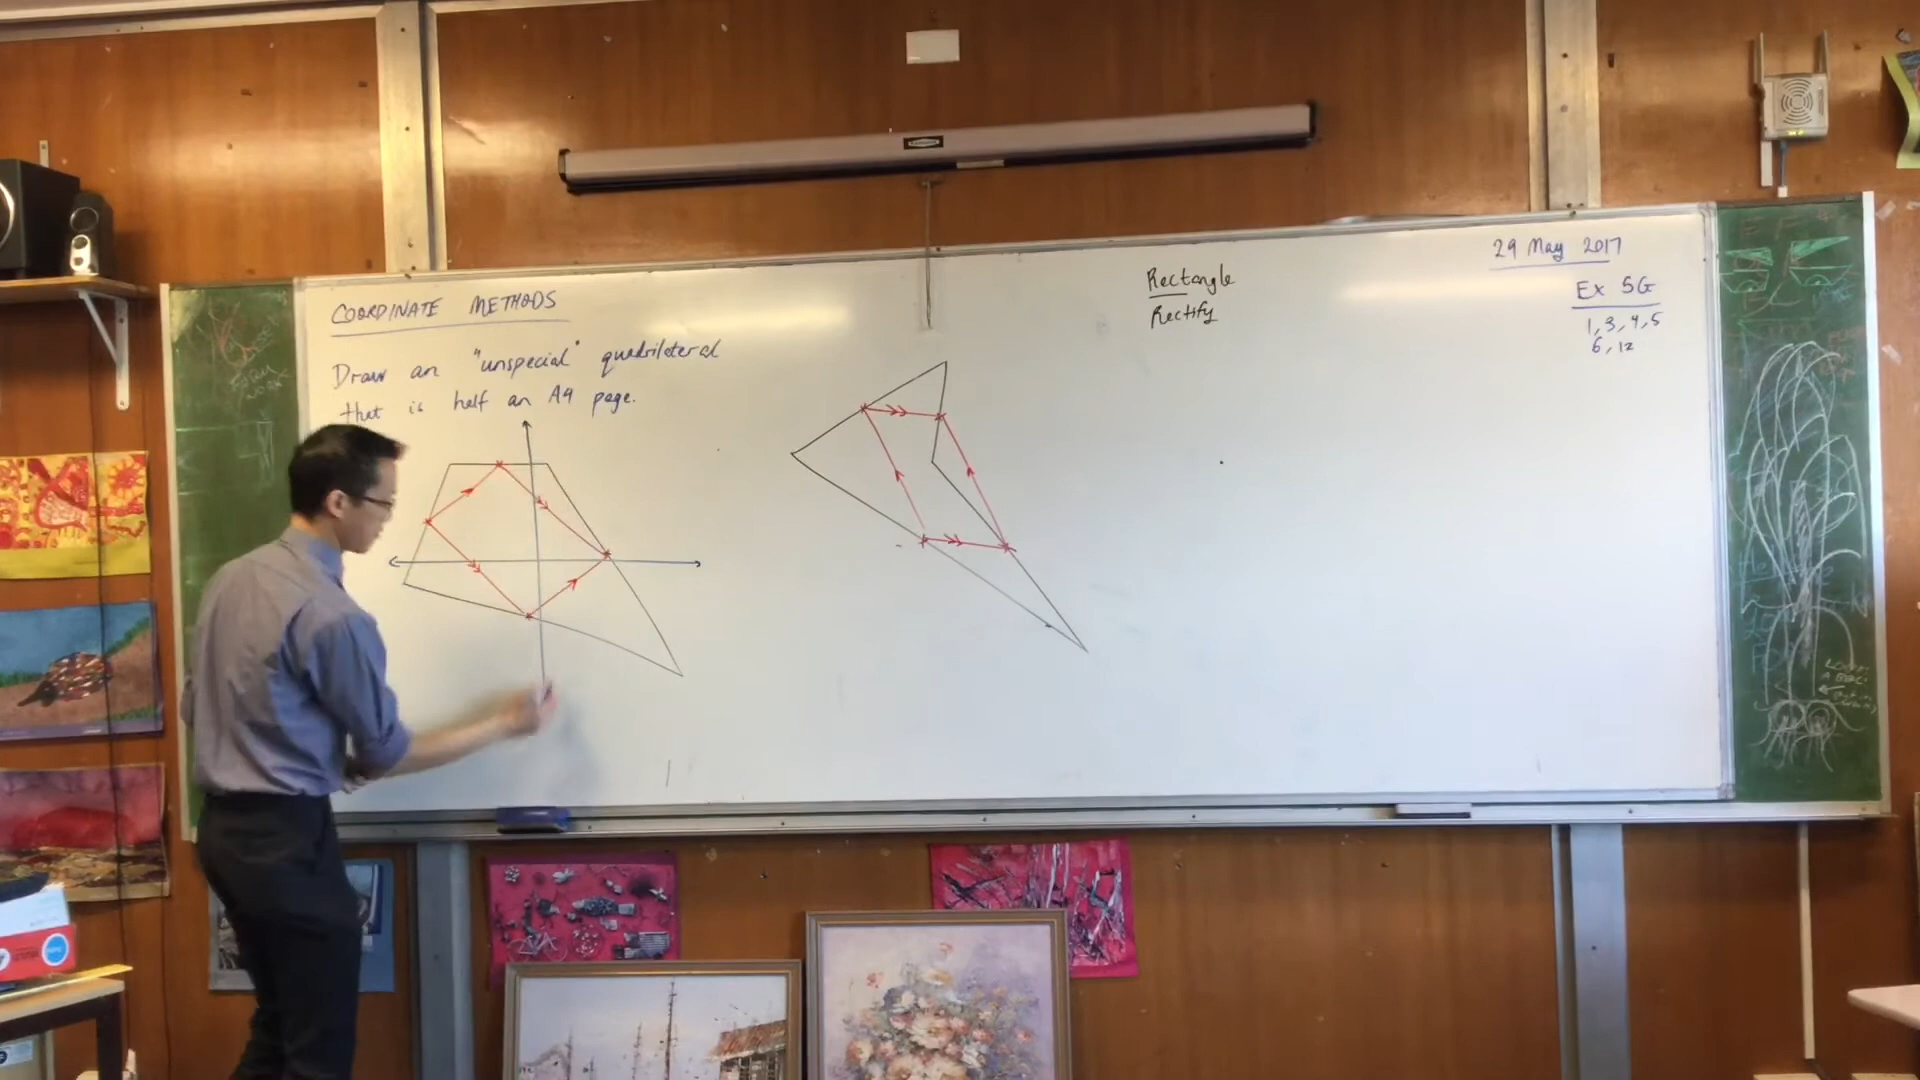 COORDINATE METHODS
Draw an "unspecial" quadrilateral
that is half an A4 page.
Rectangle
Rectify
29 May 2017
Ex 5G
1, 3, 4, 5
6, 12